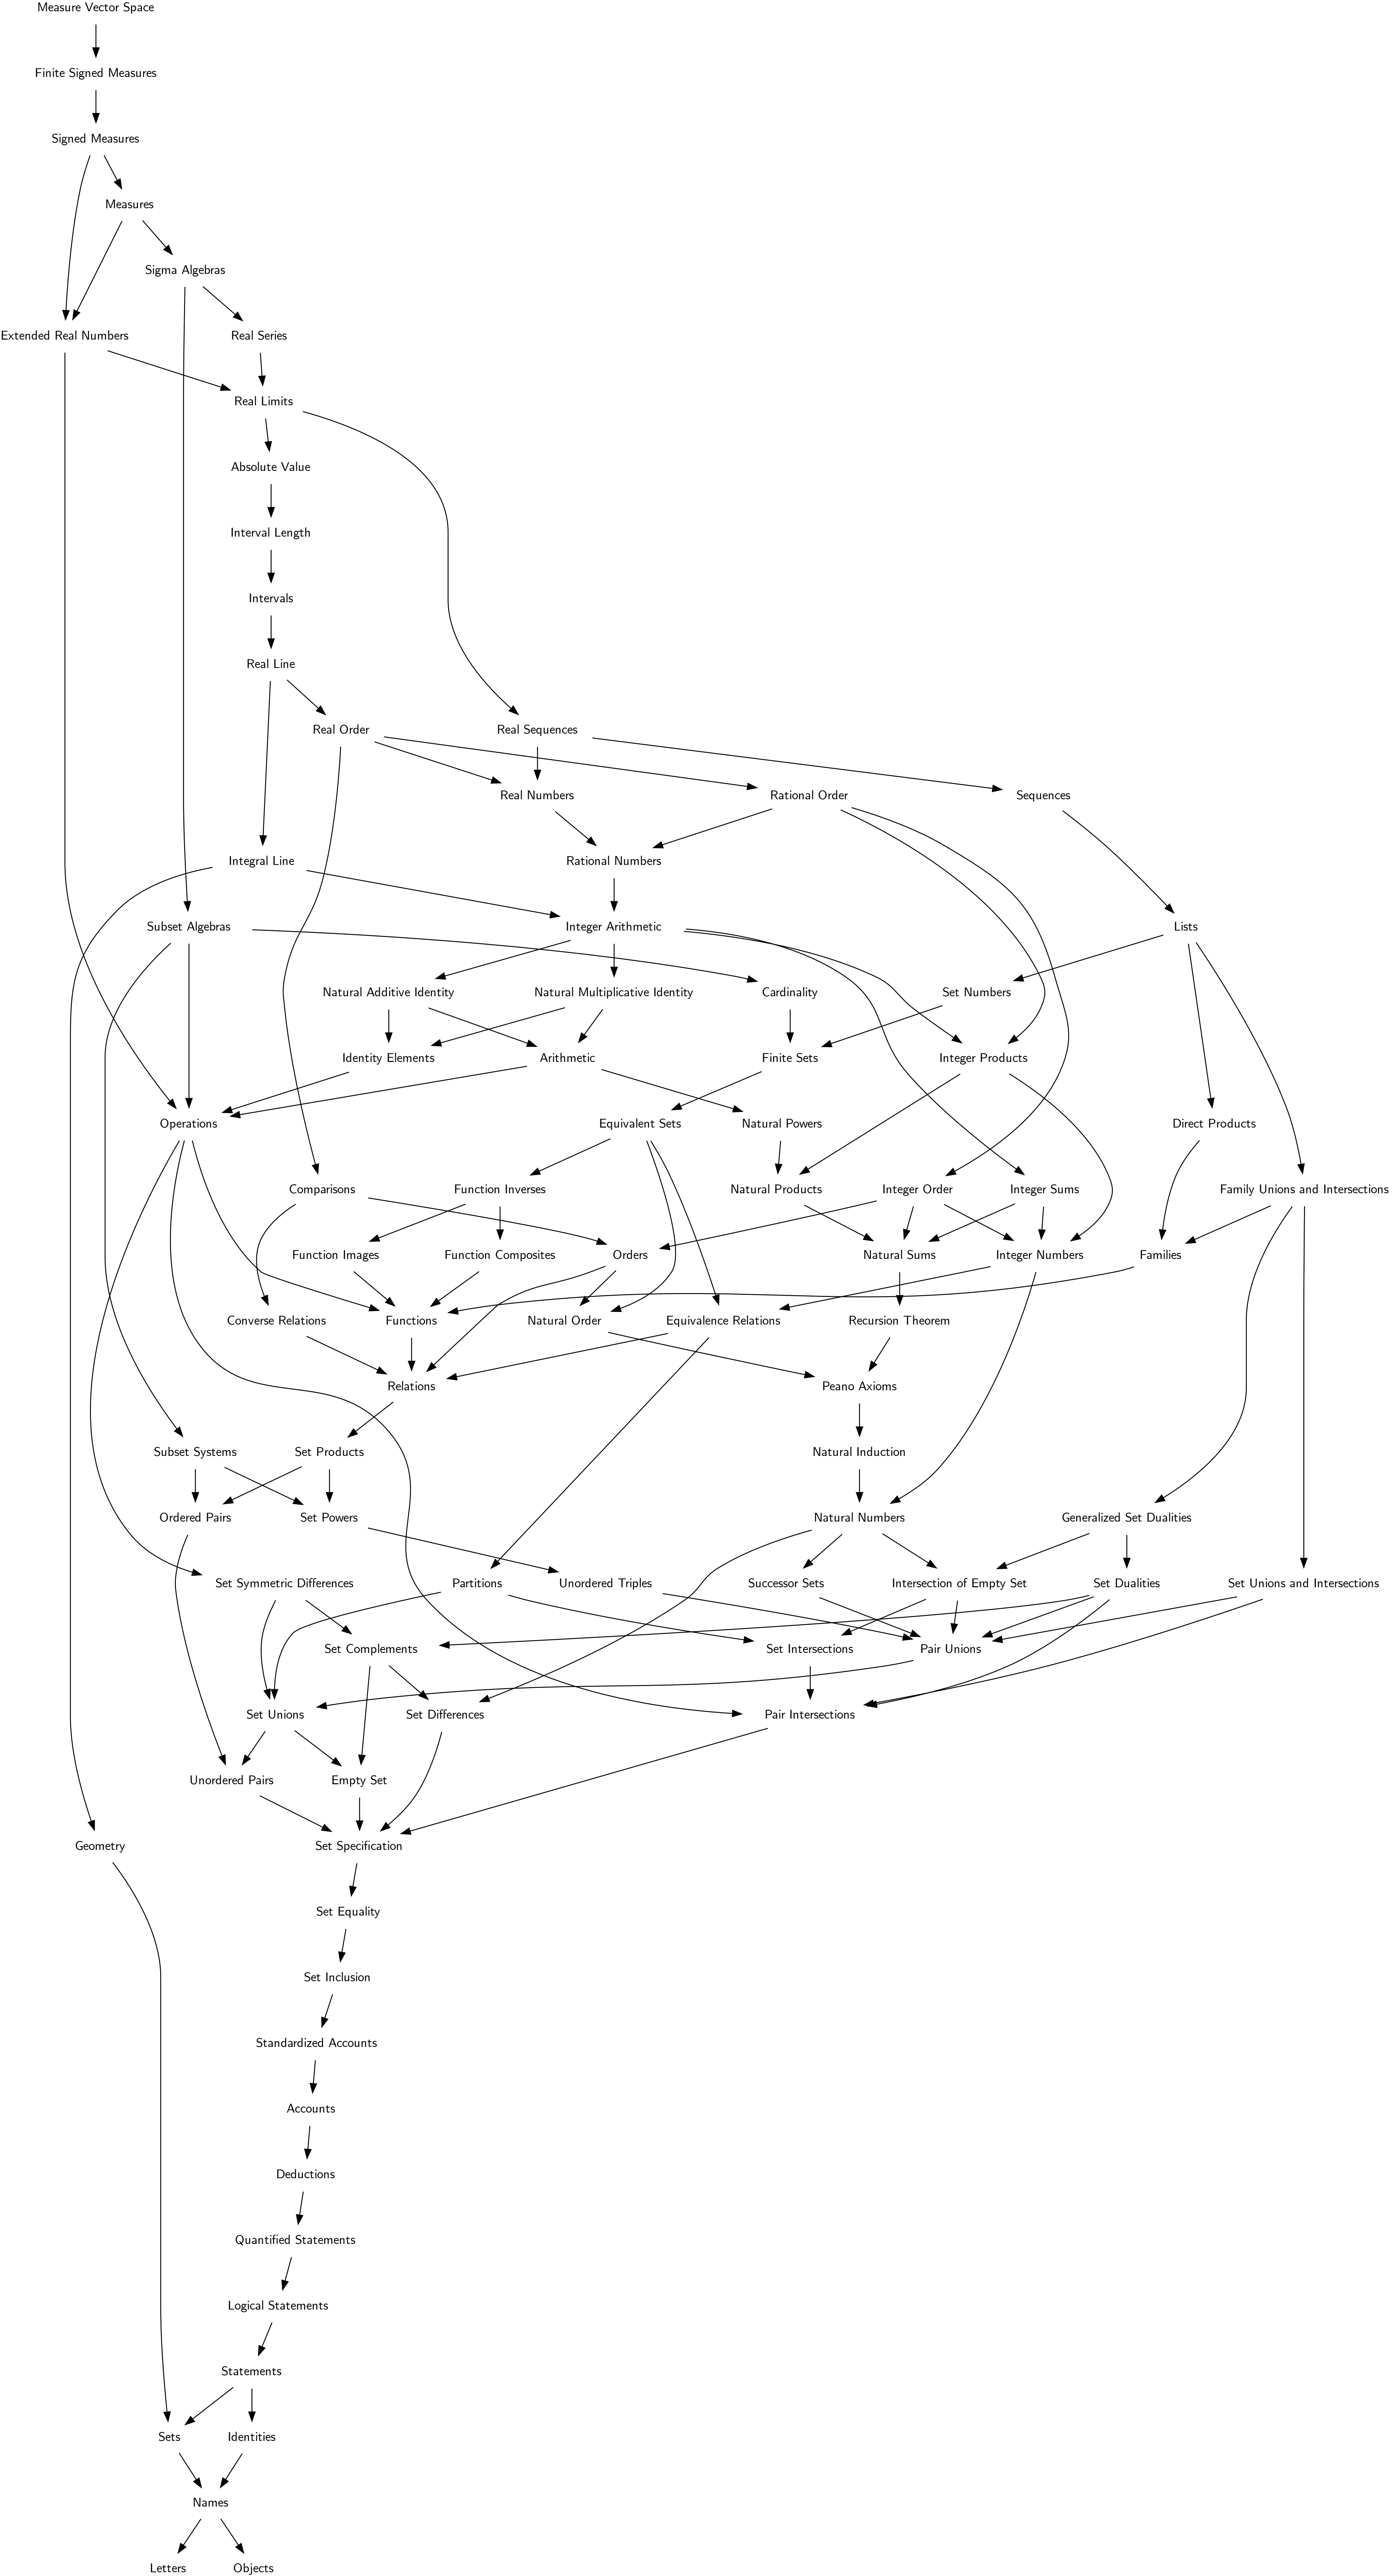 Measure Vector Space
Finite Signed Measures
Signed Measures
Measures
Sigma Algebras
Extended Real Numbers
Real Series
Real Limits
Absolute Value
Interval Length
Intervals
Real Line
Real Order
Real Sequences
Real Numbers
Rational Order
Sequences
Integral Line
Rational Numbers
Subset Algebras
Integer Arithmetic
Lists
Natural Additive Identity
Natural Multiplicative Identity
Cardinality
Set Numbers
Identity Elements
Arithmetic
Finite Sets
Integer Products
Operations
Equivalent Sets
Natural Powers
Direct Products
Comparisons
Function Inverses
Natural Products
Integer Order
Integer Sums
Family Unions and Intersections
Function Images
Function Composites
Orders
Natural Sums
Integer Numbers
Families
Converse Relations
Functions
Natural Order
Equivalence Relations
Recursion Theorem
Relations
Peano Axioms
Subset Systems
Set Products
Natural Induction
Ordered Pairs
Set Powers
Natural Numbers
Generalized Set Dualities
Set Symmetric Differences
Partitions
Unordered Triples
Successor Sets
Intersection of Empty Set
Set Dualities
Set Unions and Intersections
Set Complements
Set Intersections
Pair Unions
Set Unions
Set Differences
Pair Intersections
Unordered Pairs
Empty Set
Geometry
Set Specification
Set Equality
Set Inclusion
Standardized Accounts
Accounts
Deductions
Quantified Statements
Logical Statements
Statements
Sets
Identities
Names
Letters
Objects